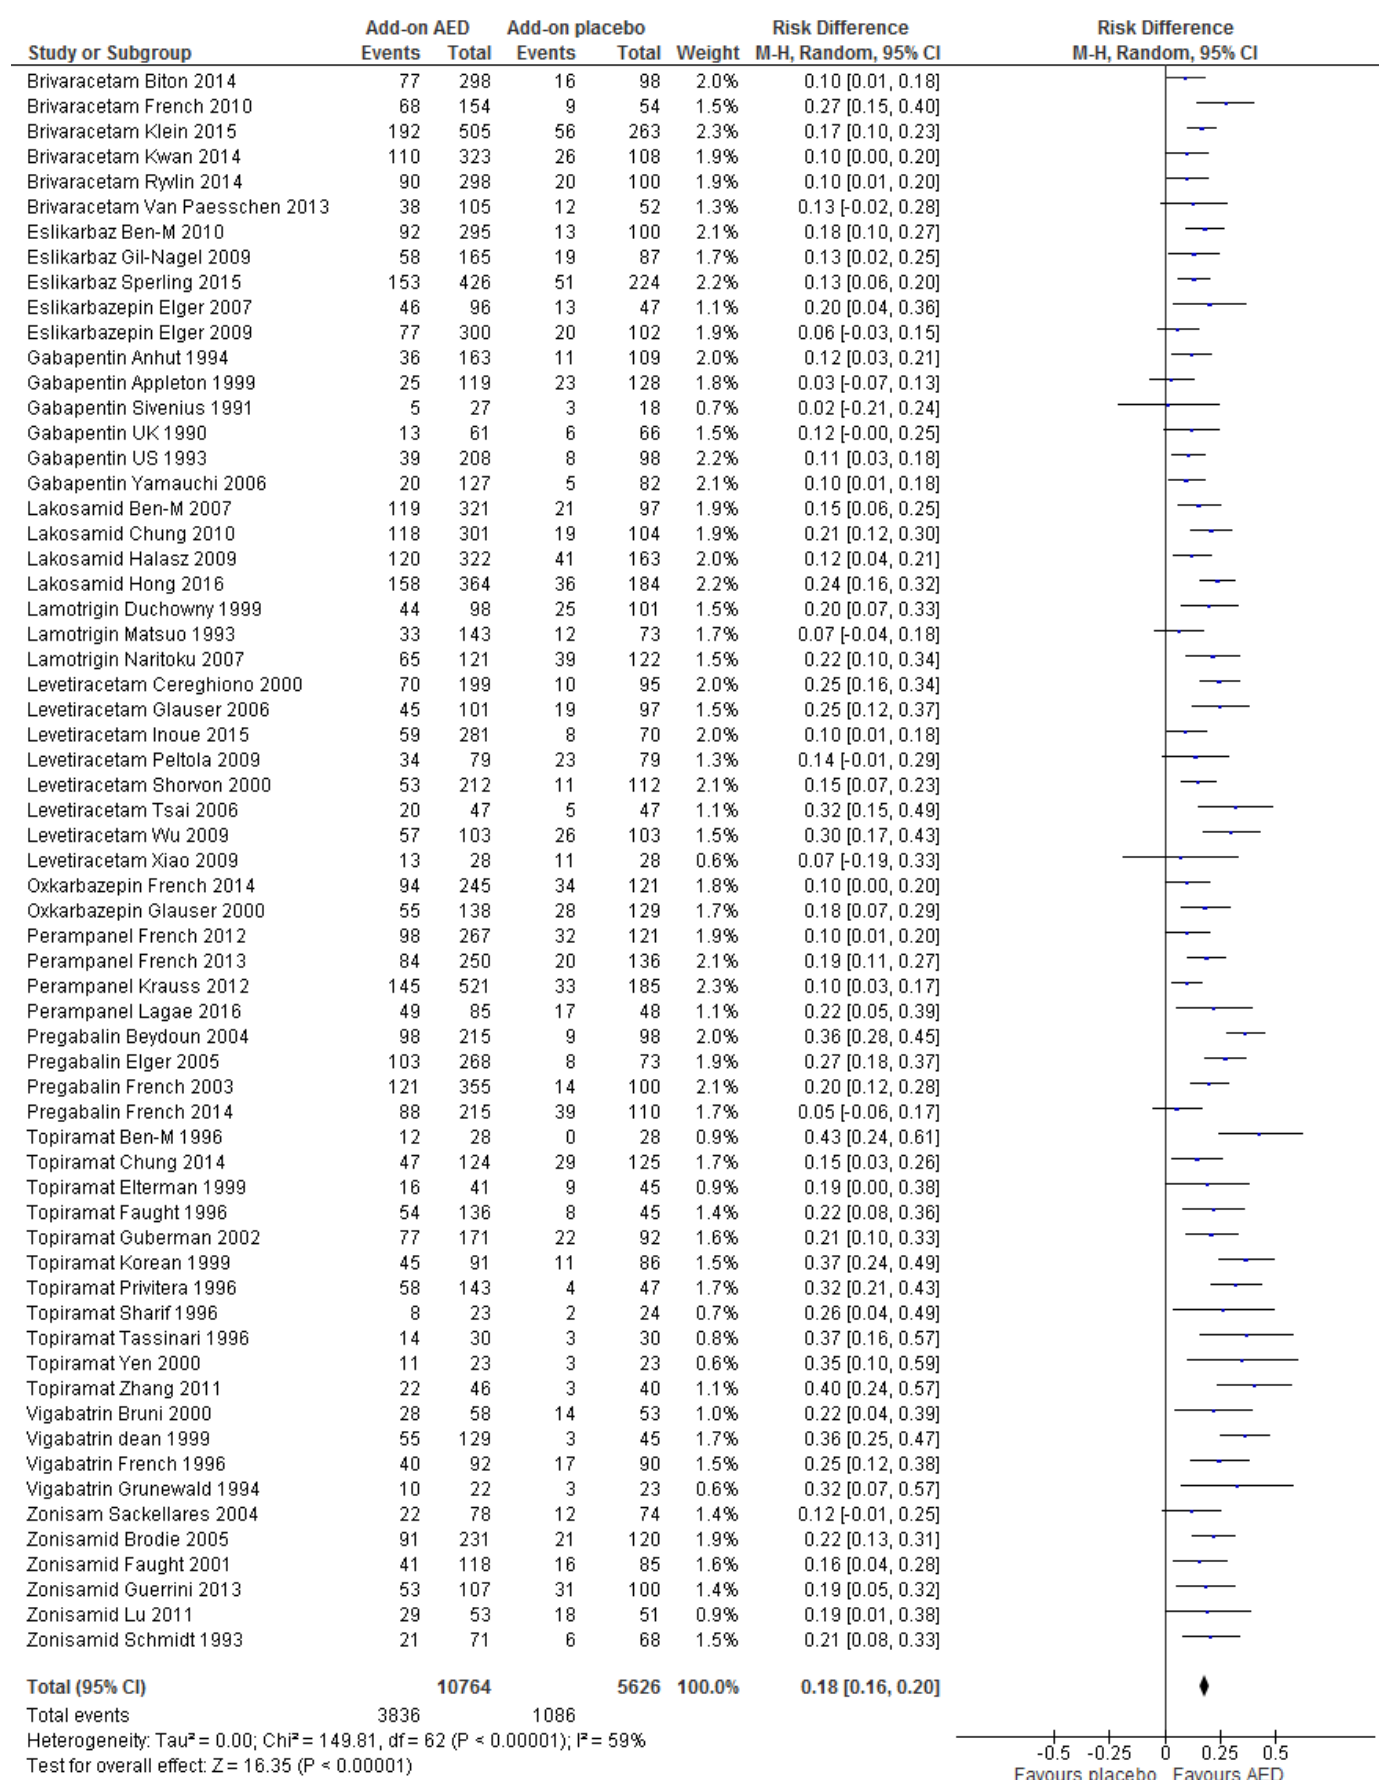 Add-on AED Add-on placebo Risk Difference Risk Difference
Study or Subgroup Events Total Events Total Weight M-H, Random, 95% CI M-H, Random, 95% CI
Brivaracetam Biton 2014 77 298 16 98 2.0% 0.10 [0.01, 0.18]
Brivaracetam French 2010 68 154 9 54 1.5% 0.27 [0.15, 0.40]
Brivaracetam Klein 2015 192 505 56 263 2.3% 0.17 [0.10, 0.23]
Brivaracetam Kwan 2014 110 323 26 108 1.9% 0.10 [0.00, 0.20]
Brivaracetam Ryvlin 2014 90 298 20 100 1.9% 0.10 [0.01, 0.20]
Brivaracetam Van Paesschen 2013 38 105 12 52 1.3% 0.13 [-0.02, 0.28]
Eslikarbaz Ben-M 2010 92 295 13 100 2.1% 0.18 [0.10, 0.27]
Eslikarbaz Gil-Nagel 2009 58 165 19 87 1.7% 0.13 [0.02, 0.25]
Eslikarbaz Sperling 2015 153 426 51 224 2.2% 0.13 [0.06, 0.20]
Eslikarbazepin Elger 2007 46 96 13 47 1.1% 0.20 [0.04, 0.36]
Eslikarbazepin Elger 2009 77 300 20 102 1.9% 0.06 [-0.03, 0.15]
Gabapentin Anhut 1994 36 163 11 109 2.0% 0.12 [0.03, 0.21]
Gabapentin Appleton 1999 25 119 23 128 1.8% 0.03 [-0.07, 0.13]
Gabapentin Sivenius 1991 5 27 3 18 0.7% 0.02 [-0.21, 0.24]
Gabapentin UK 1990 13 61 6 66 1.5% 0.12 [-0.00, 0.25]
Gabapentin US 1993 39 208 8 98 2.2% 0.11 [0.03, 0.18]
Gabapentin Yamauchi 2006 20 127 5 82 2.1% 0.10 [0.01, 0.18]
Lakosamid Ben-M 2007 119 321 21 97 1.9% 0.15 [0.06, 0.25]
Lakosamid Chung 2010 118 301 19 104 1.9% 0.21 [0.12, 0.30]
Lakosamid Halasz 2009 120 322 41 163 2.0% 0.12 [0.04, 0.21]
Lakosamid Hong 2016 158 364 36 184 2.2% 0.24 [0.16, 0.32]
Lamotrigin Duchowny 1999 44 98 25 101 1.5% 0.20 [0.07, 0.33]
Lamotrigin Matsuo 1993 33 143 12 73 1.7% 0.07 [-0.04, 0.18]
Lamotrigin Naritoku 2007 65 121 39 122 1.5% 0.22 [0.10, 0.34]
Levetiracetam Cereghiono 2000 70 199 10 95 2.0% 0.25 [0.16, 0.34]
Levetiracetam Glauser 2006 45 101 19 97 1.5% 0.25 [0.12, 0.37]
Levetiracetam Inoue 2015 59 281 8 70 2.0% 0.10 [0.01, 0.18]
Levetiracetam Peltola 2009 34 79 23 79 1.3% 0.14 [-0.01, 0.29]
Levetiracetam Shorvon 2000 53 212 11 112 2.1% 0.15 [0.07, 0.23]
Levetiracetam Tsai 2006 20 47 5 47 1.1% 0.32 [0.15, 0.49]
Levetiracetam Wu 2009 57 103 26 103 1.5% 0.30 [0.17, 0.43]
Levetiracetam Xiao 2009 13 28 11 28 0.6% 0.07 [-0.19, 0.33]
Oxkarbazepin French 2014 94 245 34 121 1.8% 0.10 [0.00, 0.20]
Oxkarbazepin Glauser 2000 55 138 28 129 1.7% 0.18 [0.07, 0.29]
Perampanel French 2012 98 267 32 121 1.9% 0.10 [0.01, 0.20]
Perampanel French 2013 84 250 20 136 2.1% 0.19 [0.11, 0.27]
Perampanel Krauss 2012 145 521 33 185 2.3% 0.10 [0.03, 0.17]
Perampanel Lagae 2016 49 85 17 48 1.1% 0.22 [0.05, 0.39]
Pregabalin Beydoun 2004 98 215 9 98 2.0% 0.36 [0.28, 0.45]
Pregabalin Elger 2005 103 268 8 73 1.9% 0.27 [0.18, 0.37]
Pregabalin French 2003 121 355 14 100 2.1% 0.20 [0.12, 0.28]
Pregabalin French 2014 88 215 39 110 1.7% 0.05 [-0.06, 0.17]
Topiramat Ben-M 1996 12 28 0 28 0.9% 0.43 [0.24, 0.61]
Topiramat Chung 2014 47 124 29 125 1.7% 0.15 [0.03, 0.26]
Topiramat Elterman 1999 16 41 9 45 0.9% 0.19 [0.00, 0.38]
Topiramat Faught 1996 54 136 8 45 1.4% 0.22 [0.08, 0.36]
Topiramat Guberman 2002 77 171 22 92 1.6% 0.21 [0.10, 0.33]
Topiramat Korean 1999 45 91 11 86 1.5% 0.37 [0.24, 0.49]
Topiramat Privitera 1996 58 143 4 47 1.7% 0.32 [0.21, 0.43]
Topiramat Sharif 1996 8 23 2 24 0.7% 0.26 [0.04, 0.49]
Topiramat Tassinari 1996 14 30 3 30 0.8% 0.37 [0.16, 0.57]
Topiramat Yen 2000 11 23 3 23 0.6% 0.35 [0.10, 0.59]
Topiramat Zhang 2011 22 46 3 40 1.1% 0.40 [0.24, 0.57]
Vigabatrin Bruni 2000 28 58 14 53 1.0% 0.22 [0.04, 0.39]
Vigabatrin dean 1999 55 129 3 45 1.7% 0.36 [0.25, 0.47]
Vigabatrin French 1996 40 92 17 90 1.5% 0.25 [0.12, 0.38]
Vigabatrin Grunewald 1994 10 22 3 23 0.6% 0.32 [0.07, 0.57]
Zonisam Sackellares 2004 22 78 12 74 1.4% 0.12 [-0.01, 0.25]
Zonisamid Brodie 2005 91 231 21 120 1.9% 0.22 [0.13, 0.31]
Zonisamid Faught 2001 41 118 16 85 1.6% 0.16 [0.04, 0.28]
Zonisamid Guerrini 2013 53 107 31 100 1.4% 0.19 [0.05, 0.32]
Zonisamid Lu 2011 29 53 18 51 0.9% 0.19 [0.01, 0.38]
Zonisamid Schmidt 1993 21 71 6 68 1.5% 0.21 [0.08, 0.33]
Total (95% CI) 10764 5626 100.0% 0.18 [0.16, 0.20]
Total events 3836 1086
Heterogeneity: Tau² = 0.00; Chi² = 149.81, df = 62 (P < 0.00001); I² = 59%
Test for overall effect: Z = 16.35 (P < 0.00001)
-0.5 -0.25 0 0.25 0.5
Favours placebo Favours AED